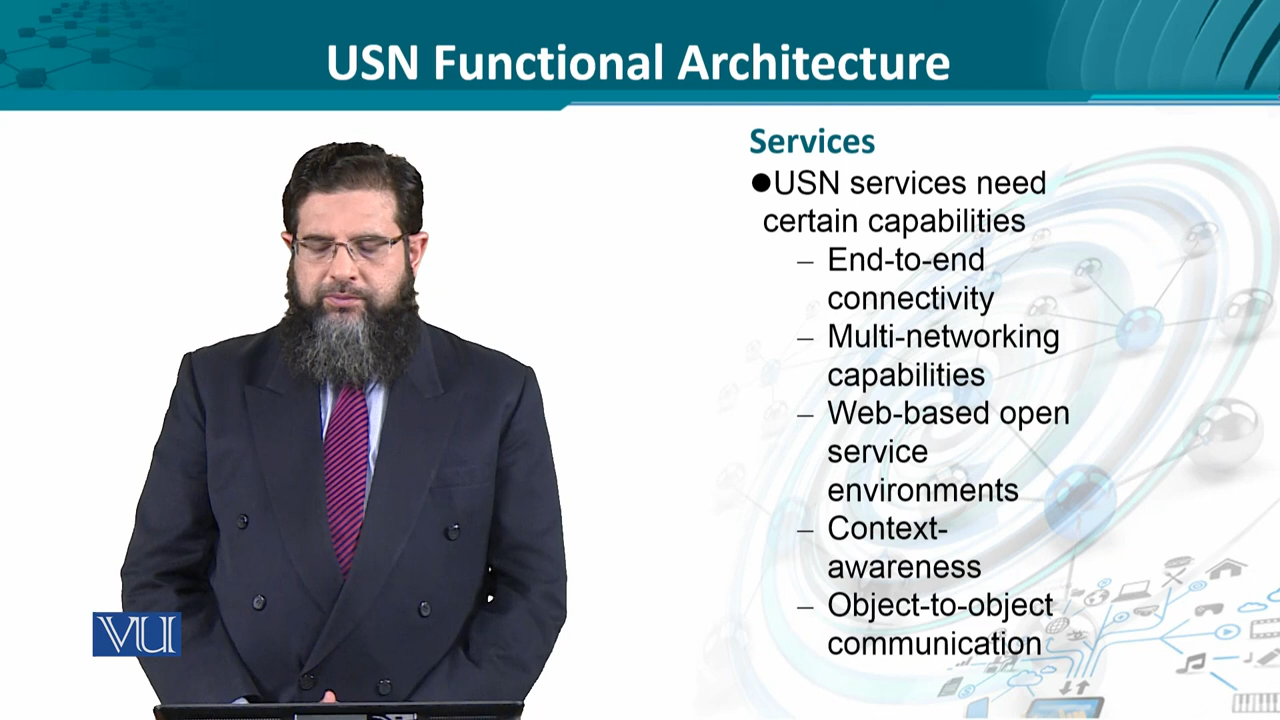 USN Functional Architecture
Services
●USN services need
certain capabilities
– End-to-end
connectivity
– Multi-networking
capabilities
– Web-based open
service
environments
– Context-
awareness
– Object-to-object
communication
VU